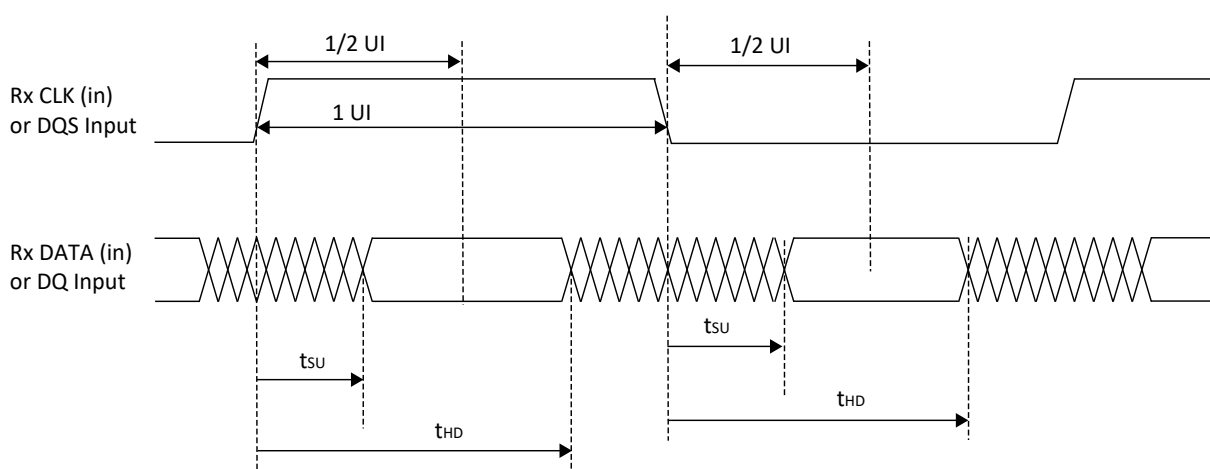 1/2 UI
1/2 UI
Rx CLK (in)
or DQS Input
1 UI
Rx DATA (in)
or DQ Input
tSU
tSU
tHD
tHD